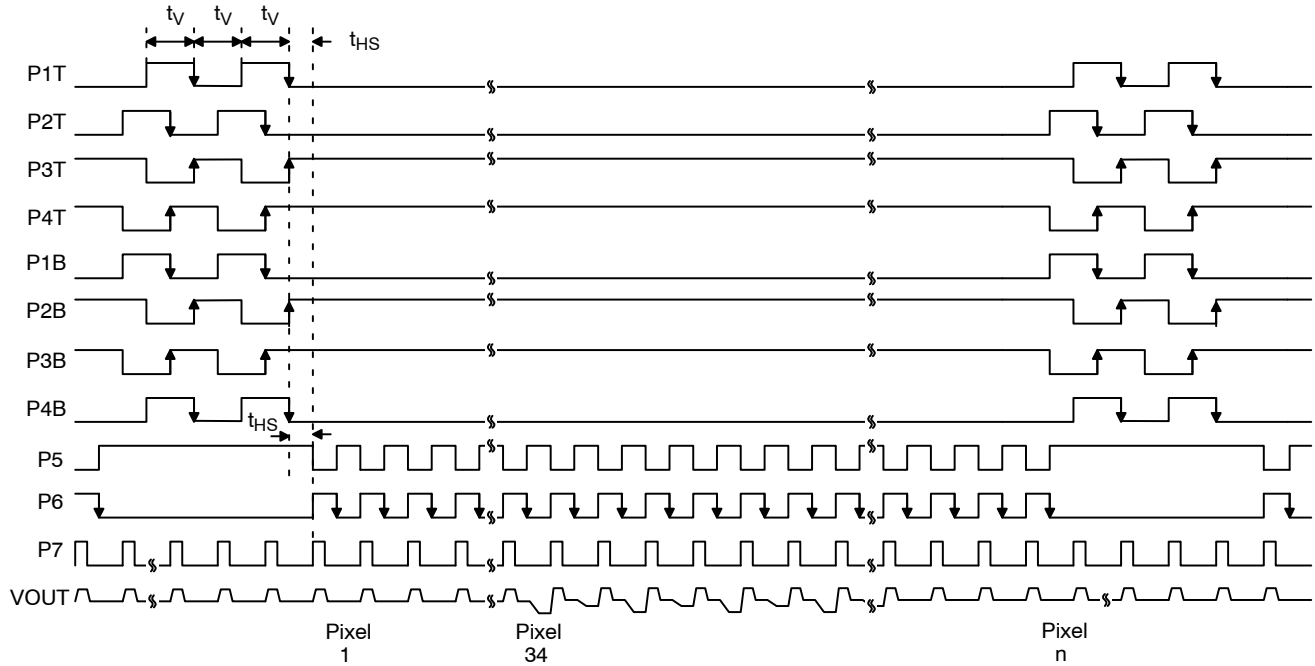 tV tV tV
tHS
P1T
P2T
P3T
P4T
P1B
P2B
P3B
P4B
tHS
P5
P6
P7
VOUT
Pixel Pixel Pixel
1 34 n